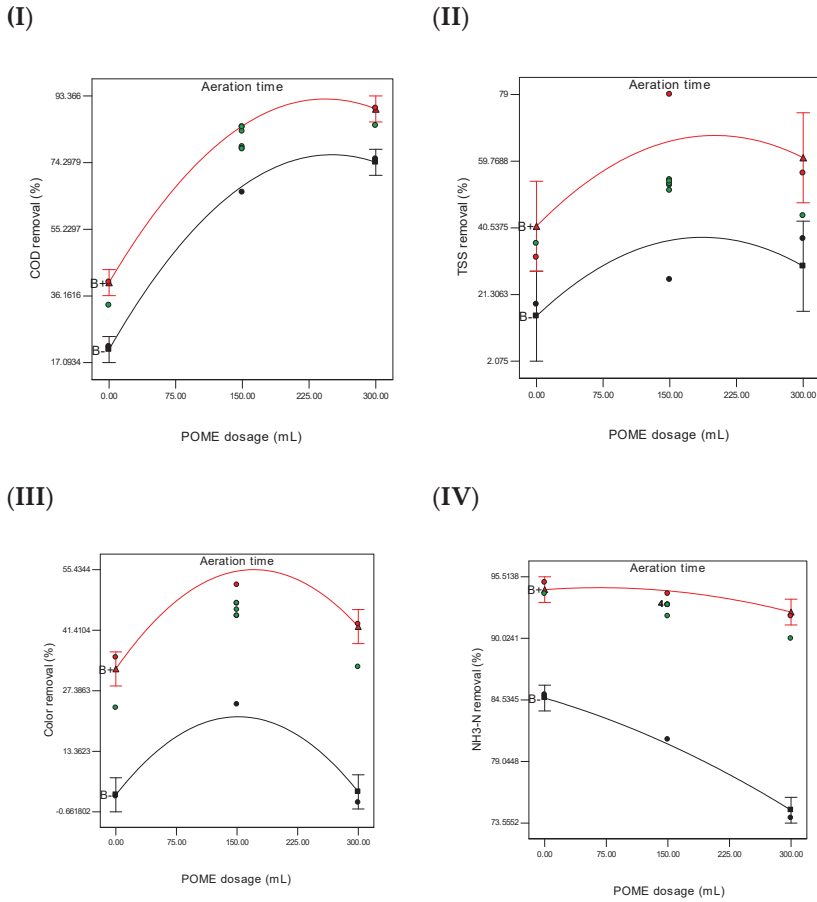 (I)
Aeration time
93.366
74.2979
55.2297
36.1616
17.0934
COD removal (%)
B+
B-
0.00 75.00 150.00 225.00 300.00
POME dosage (mL)
(II)
Aeration time
79
59.7688
40.5375
21.3063
2.075
TSS removal (%)
B+
B-
0.00 75.00 150.00 225.00 300.00
POME dosage (mL)
(III)
Aeration time
55.4344
41.4104
27.3863
13.3623
-0.661802
Color removal (%)
B+
B-
0.00 75.00 150.00 225.00 300.00
POME dosage (mL)
(IV)
Aeration time
95.5138
90.0241
84.5345
79.0448
73.5552
NH3-N removal (%)
B+
B-
4
0.00 75.00 150.00 225.00 300.00
POME dosage (mL)